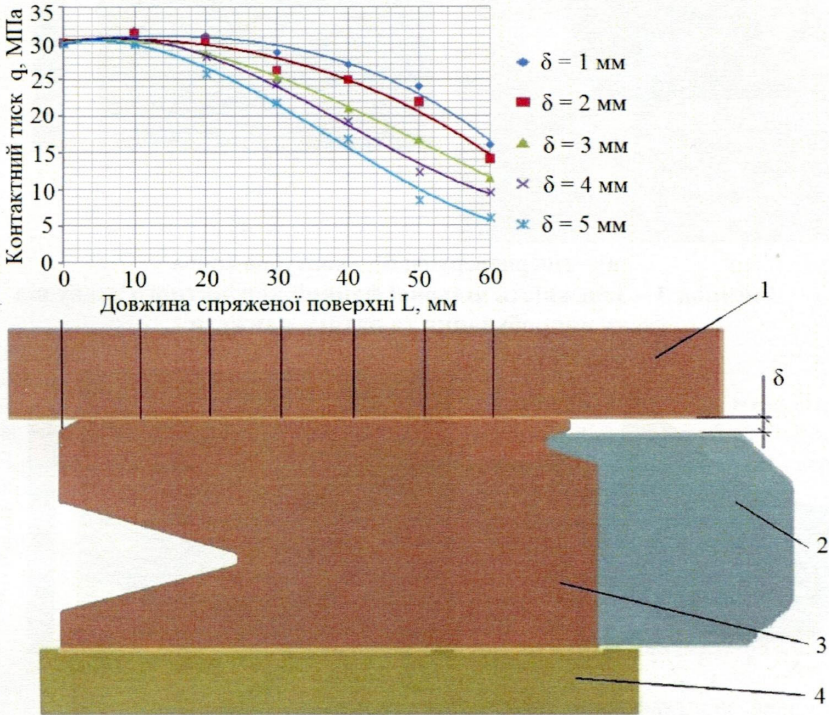 Контактний тиск q, МПа
35
30
25
20
15
10
5
0
0 10 20 30 40 50 60
Довжина спряженої поверхні L, мм
δ = 1 мм
δ = 2 мм
δ = 3 мм
δ = 4 мм
δ = 5 мм
1
δ
2
3
4